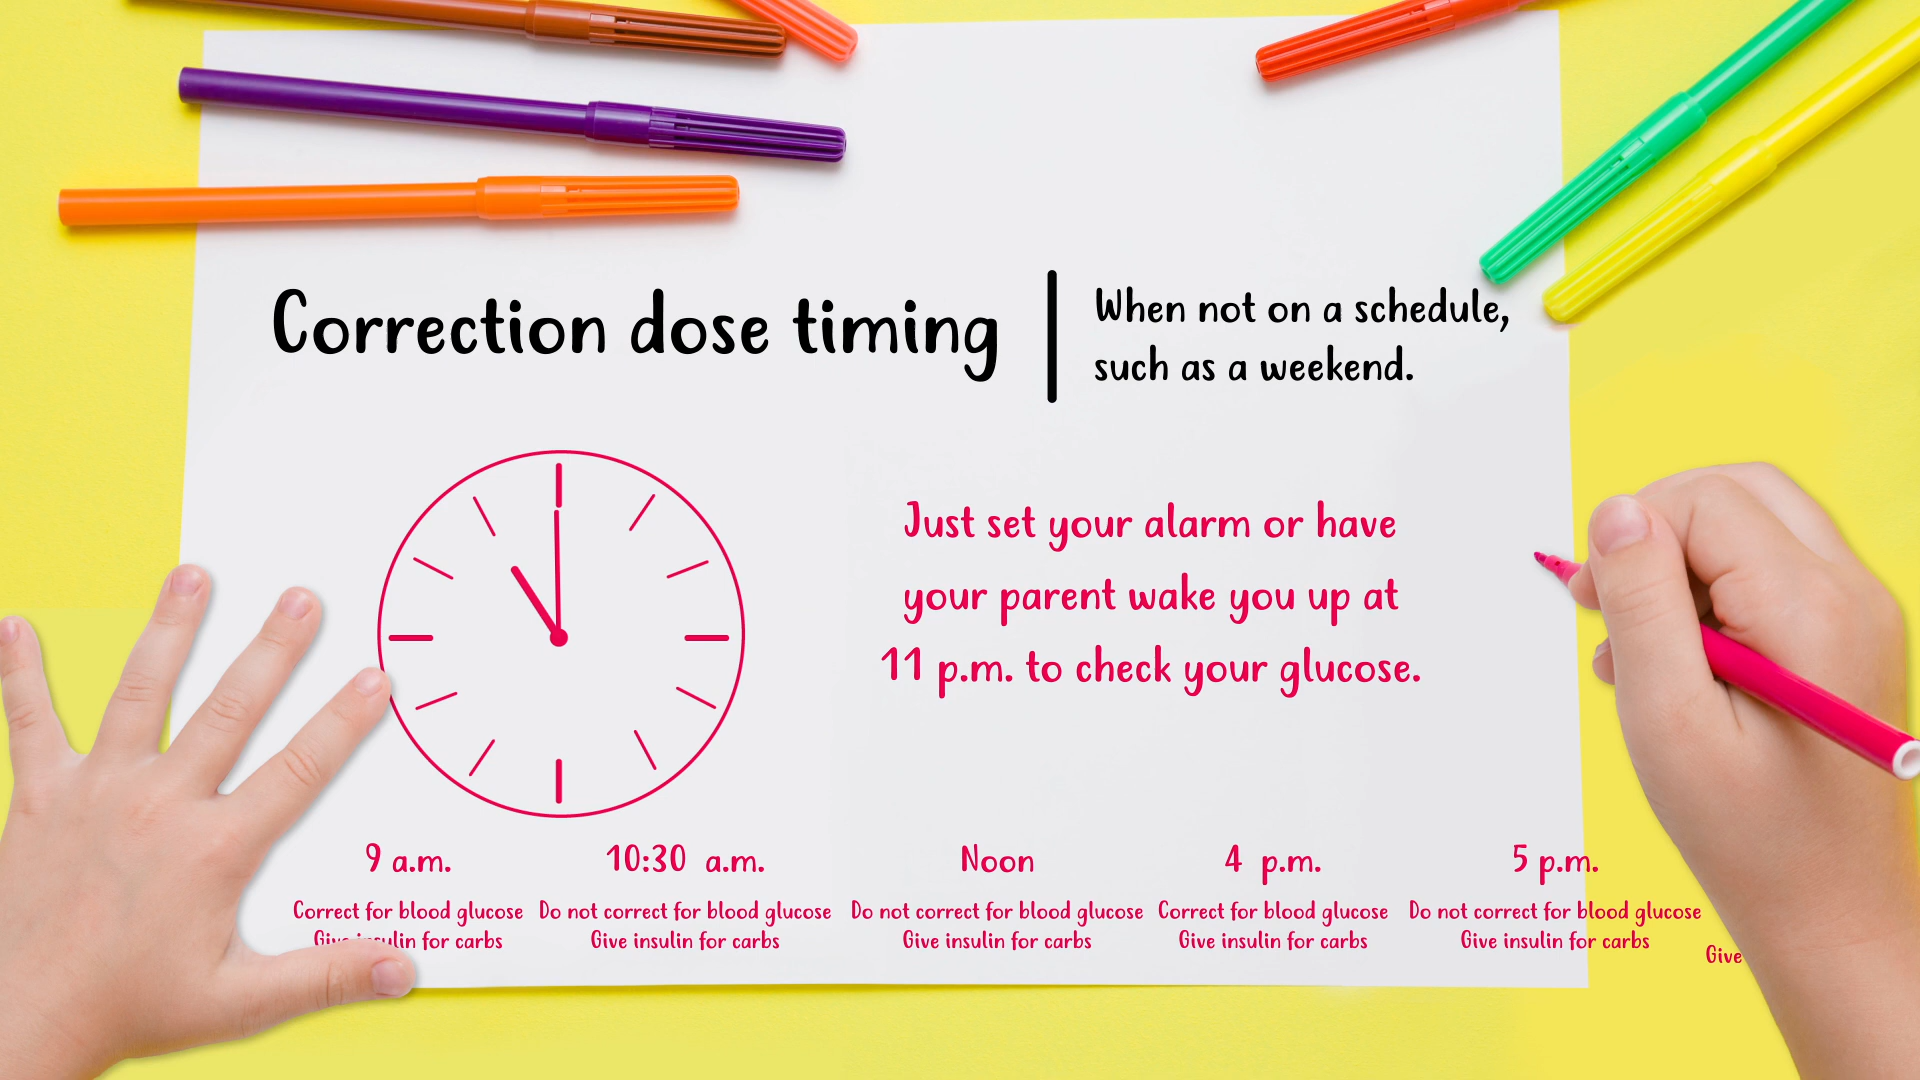 Correction dose timing
When not on a schedule,
such as a weekend.
Just set your alarm or have
your parent wake you up at
11 p.m. to check your glucose.
9 a.m.
Correct for blood glucose
Give insulin for carbs
10:30 a.m.
Do not correct for blood glucose
Give insulin for carbs
Noon
Do not correct for blood glucose
Give insulin for carbs
4 p.m.
Correct for blood glucose
Give insulin for carbs
5 p.m.
Do not correct for blood glucose
Give insulin for carbs
Give